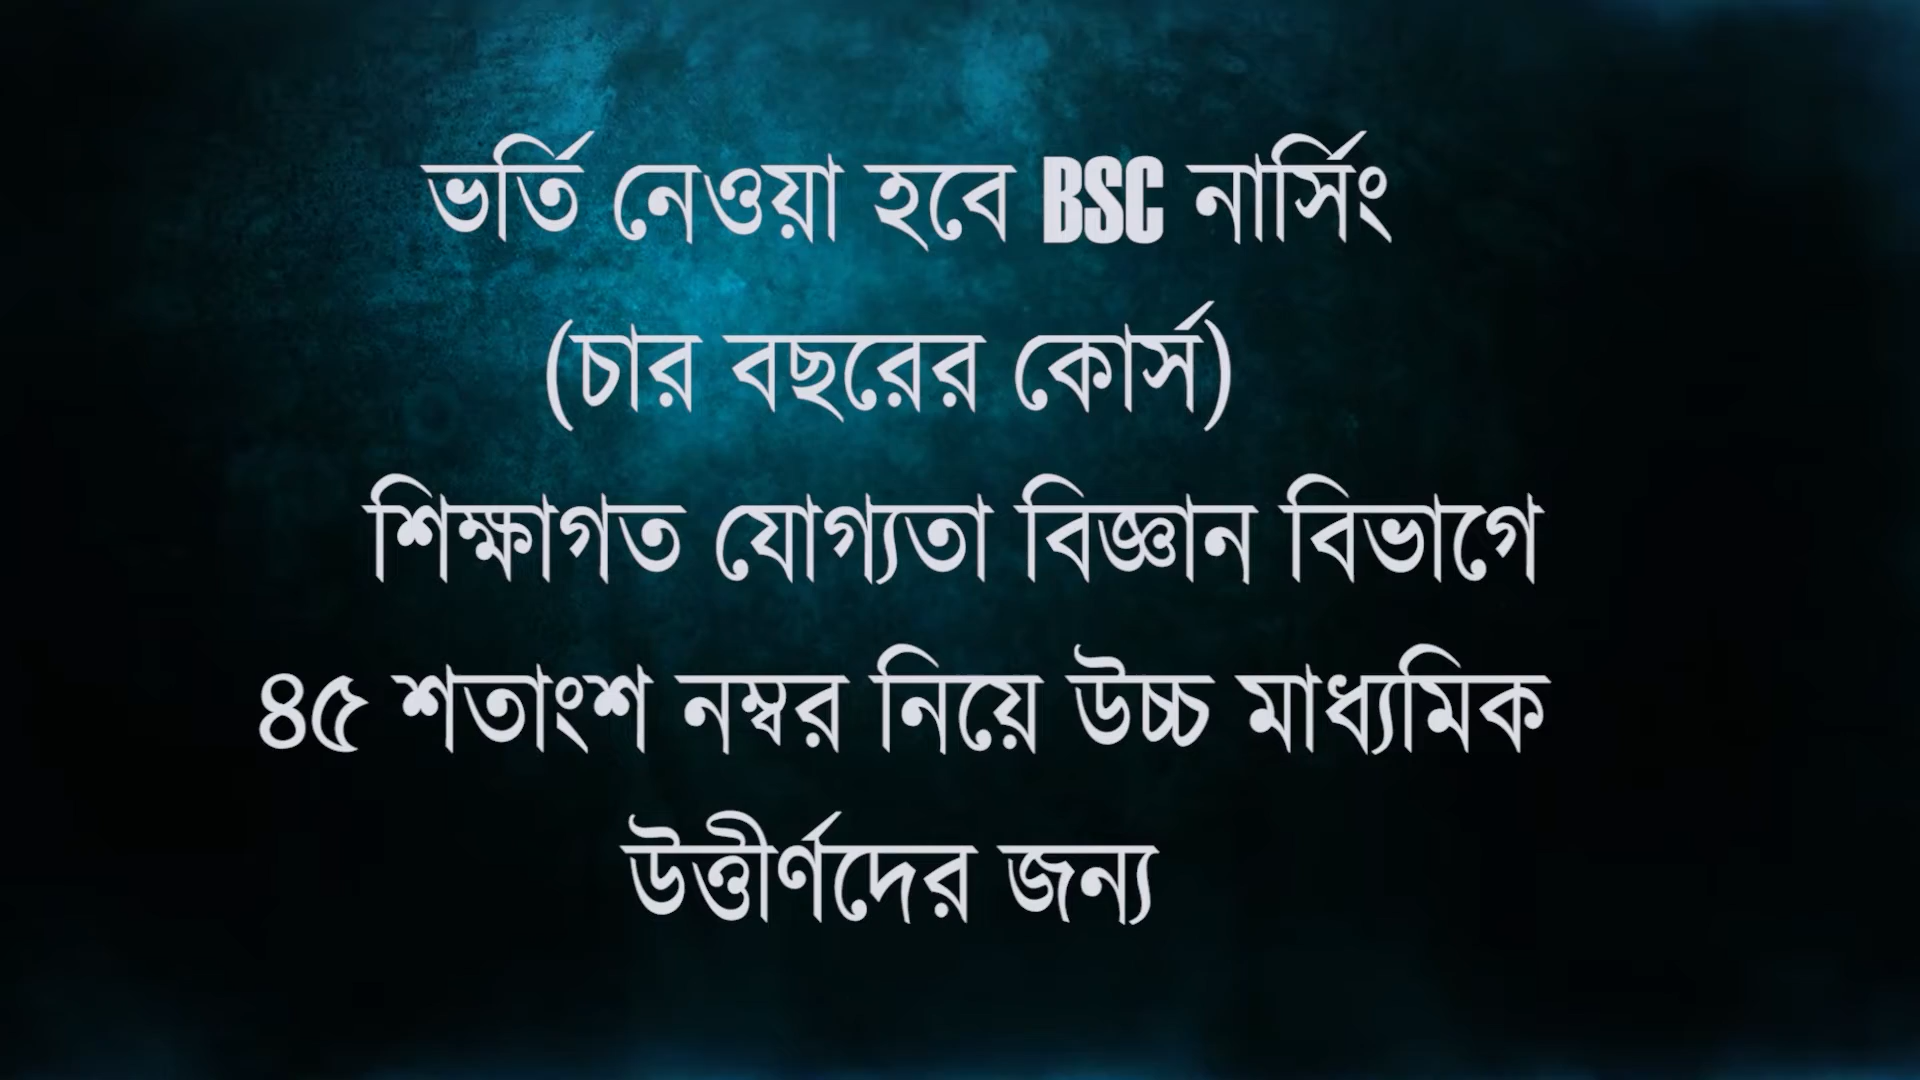 ভর্তি নেওয়া হবে BSC নার্সিং
(চার বছরের কোর্স)
শিক্ষাগত যোগ্যতা বিজ্ঞান বিভাগে
৪৫ শতাংশ নম্বর নিয়ে উচ্চ মাধ্যমিক
উত্তীর্ণদের জন্য